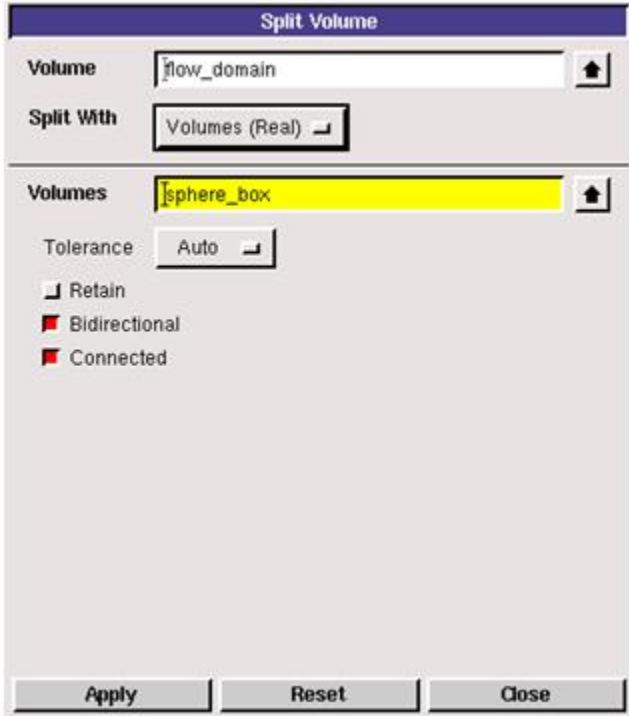 Split Volume
Volume flow_domain
Split With Volumes (Real)
Volumes sphere_box
Tolerance Auto
Retain
Bidirectional
Connected
Apply Reset Close